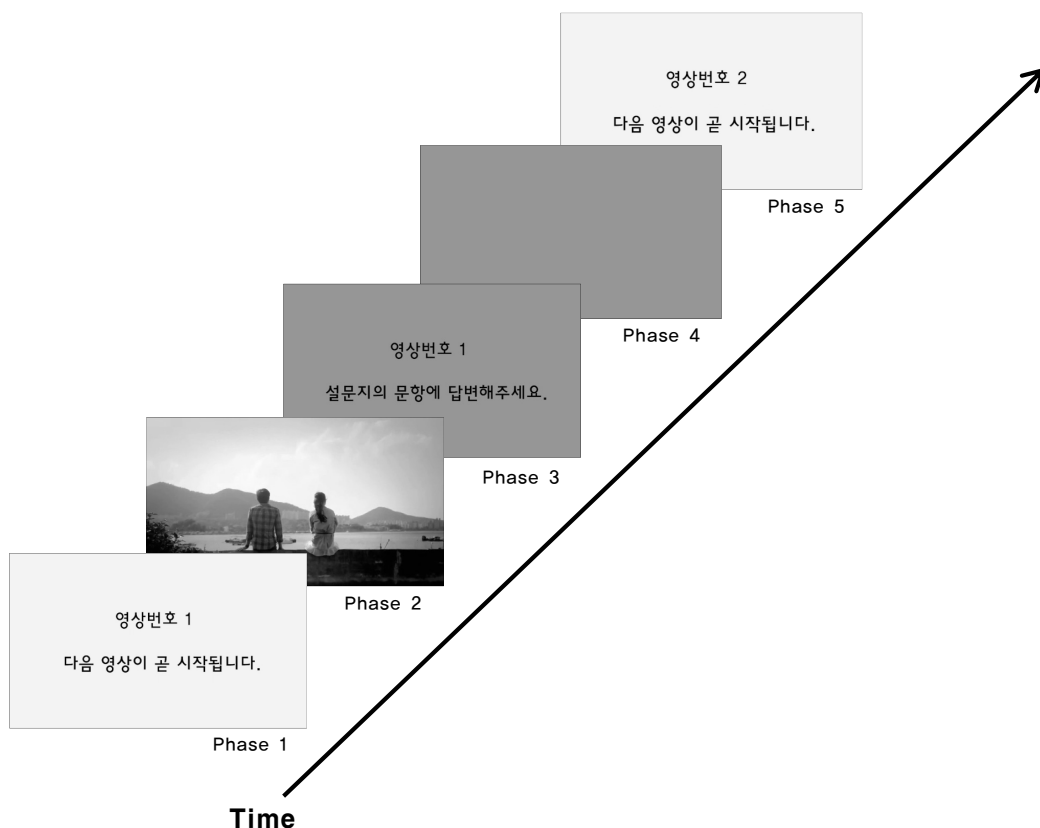 영상번호 2
다음 영상이 곧 시작됩니다.
Phase 5
Phase 4
영상번호 1
설문지의 문항에 답변해주세요.
Phase 3
Phase 2
영상번호 1
다음 영상이 곧 시작됩니다.
Phase 1
Time